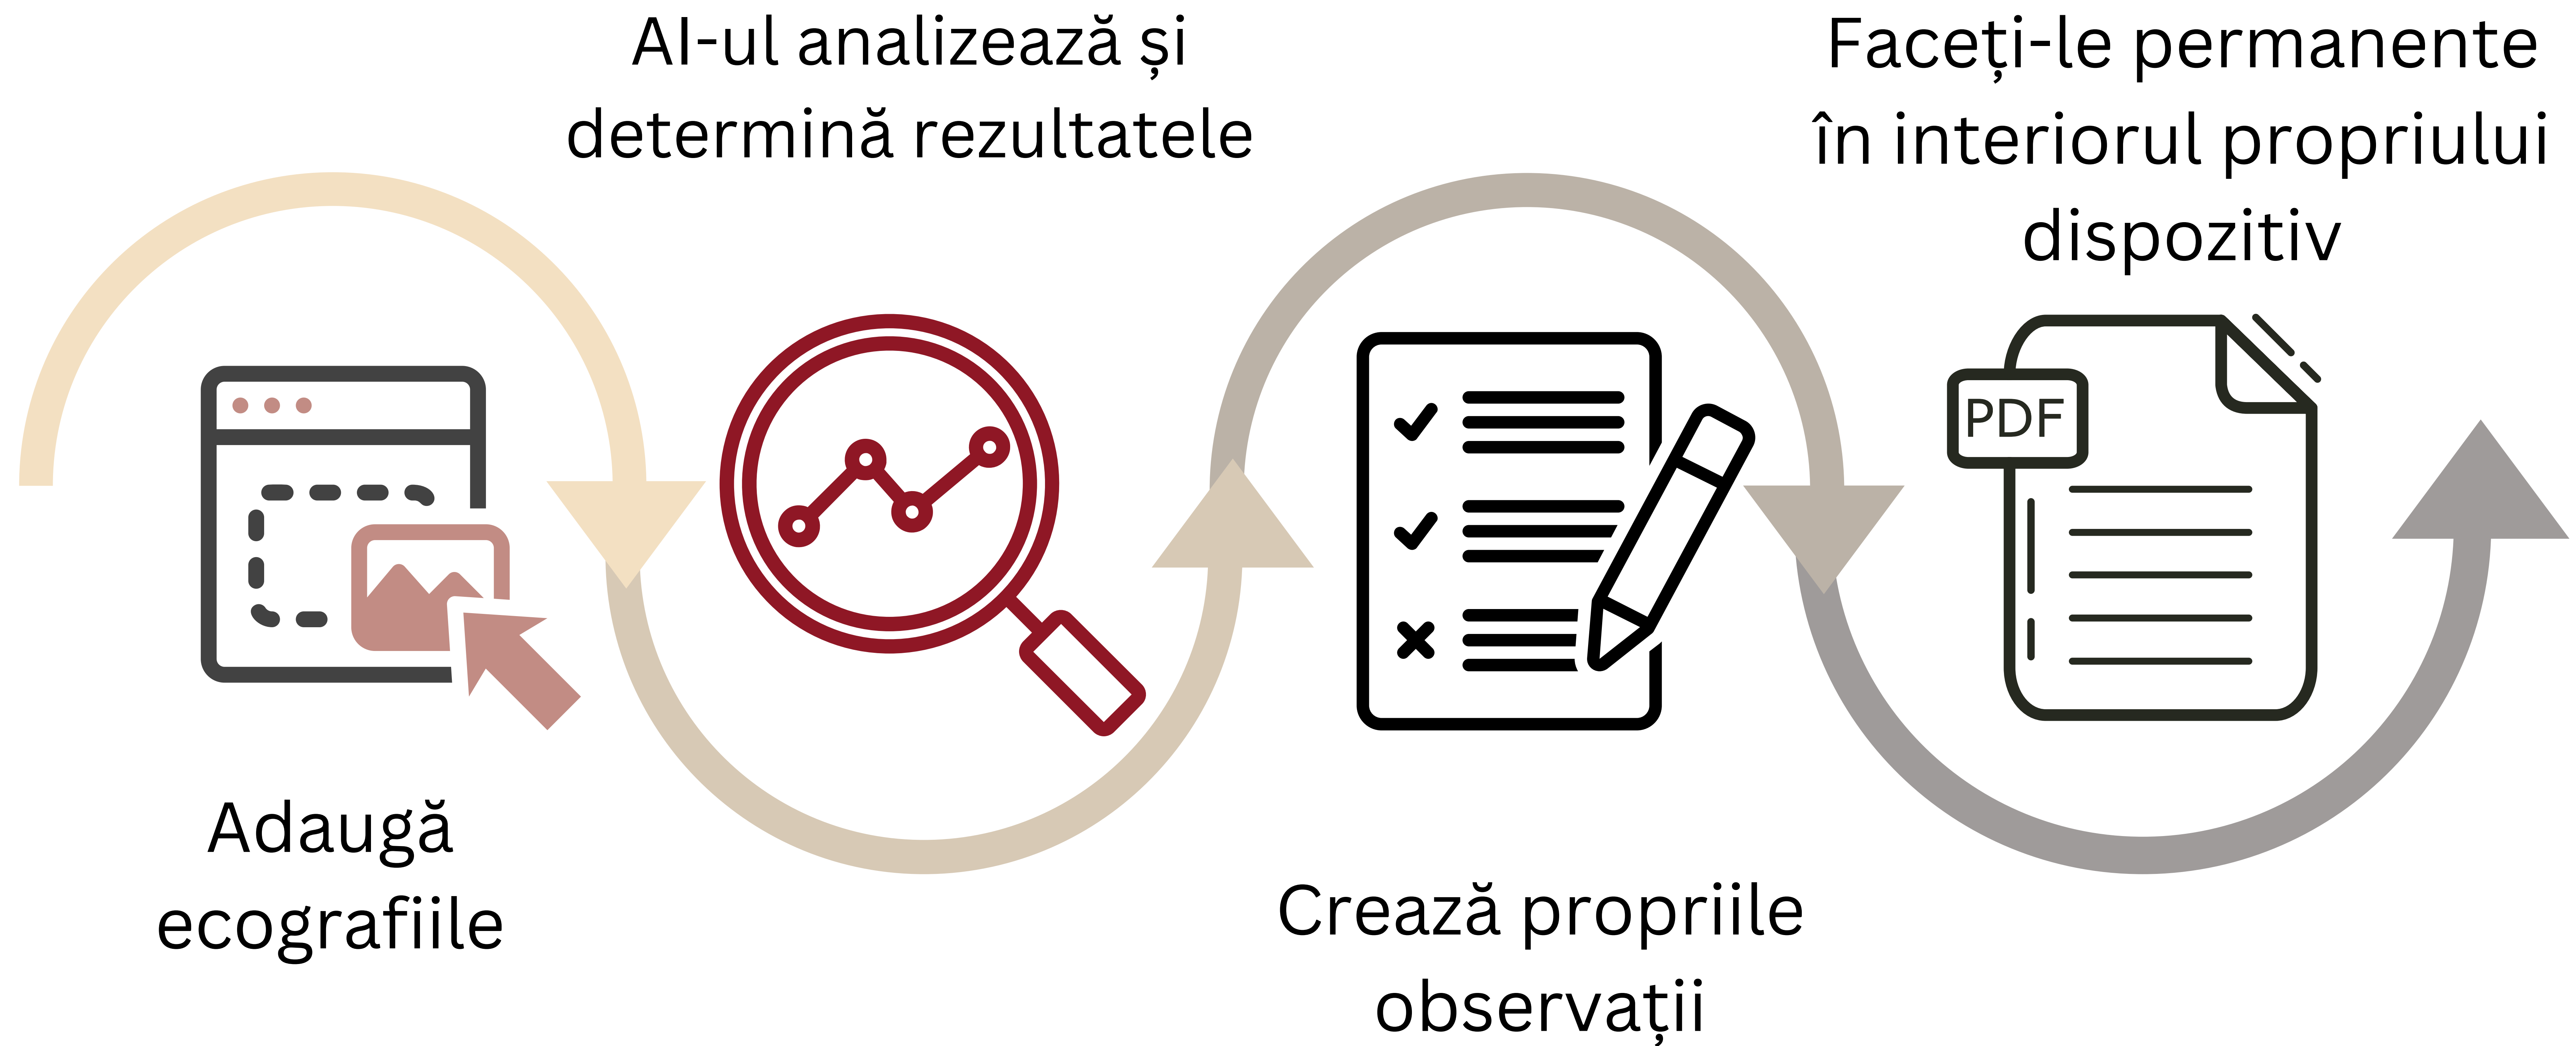 Adaugă
ecografiile
AI-ul analizează și
determină rezultatele
Crează propriile
observații
Faceți-le permanente
în interiorul propriului
dispozitiv
PDF